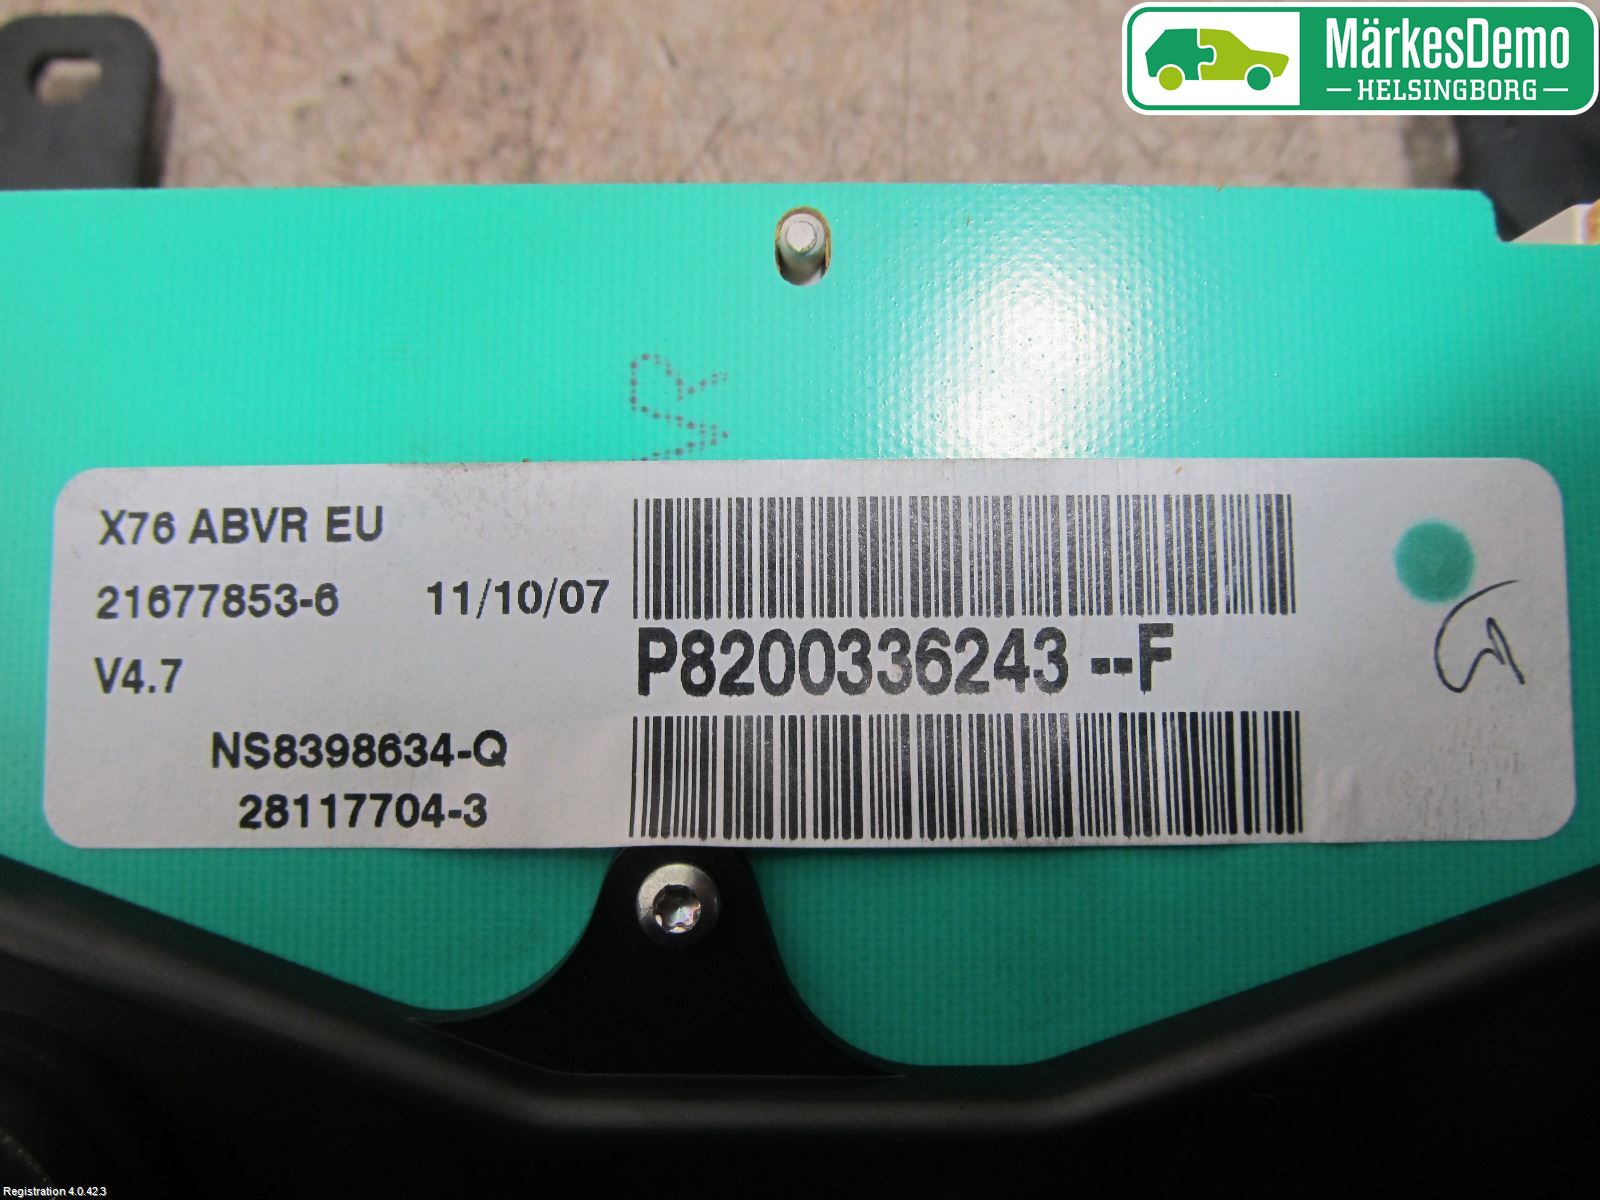 MärkesDemo
HELSINGBORG
VR
X76 ABVR EU
21677853-6 11/10/07
P8200336243 --F
V4.7
NS8398634-Q
28117704-3
Registration 4.0.42.3